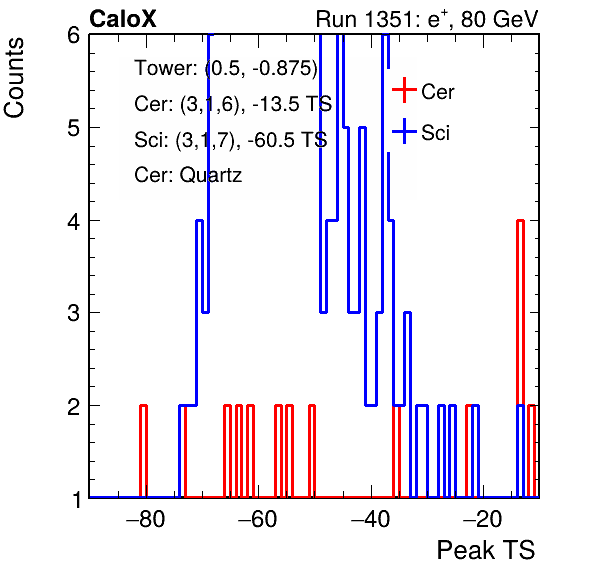 CaloX Run 1351: e⁺, 80 GeV
Counts
6
Tower: (0.5, -0.875)
Cer: (3,1,6), -13.5 TS
Cer
5
Sci: (3,1,7), -60.5 TS
Sci
Cer: Quartz
4
3
2
1
−80 −60 −40 −20
Peak TS